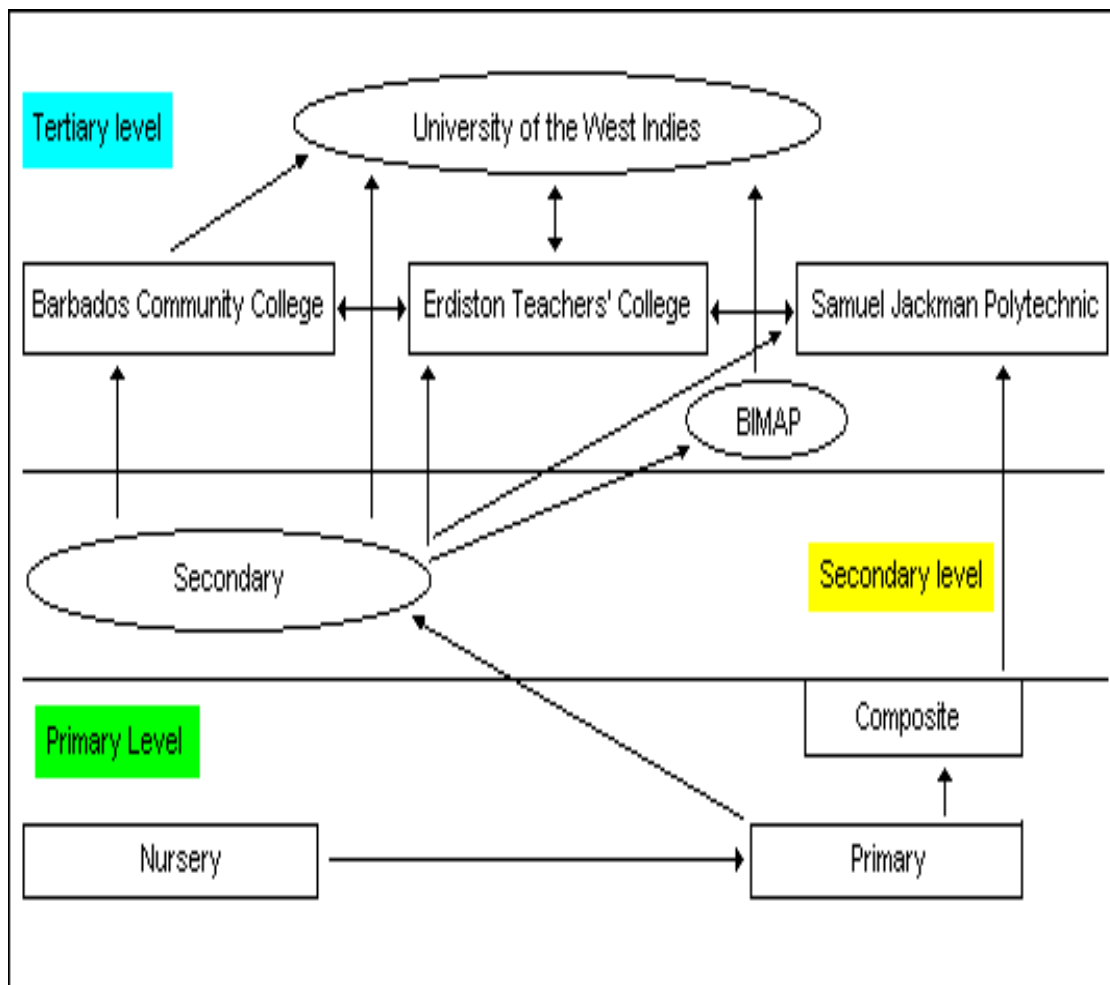 Tertiary level
University of the West Indies
Barbados Community College
Erdiston Teachers' College
Samuel Jackman Polytechnic
BIMAP
Secondary
Secondary level
Composite
Primary Level
Nursery
Primary